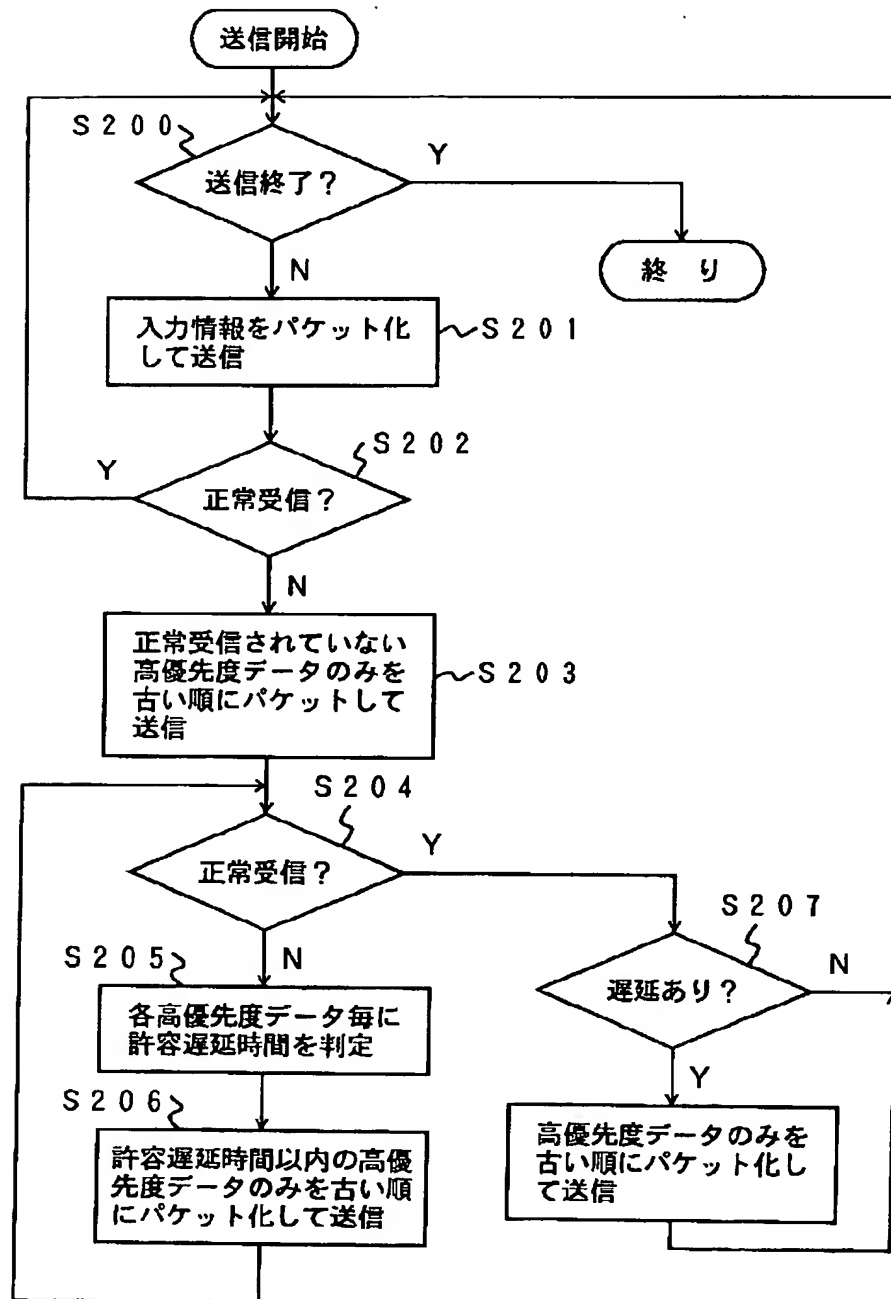 送信開始
S200
送信終了?
Y
N
終 り
入力情報をパケット化
して送信
S201
S202
Y
正常受信?
N
正常受信されていない
高優先度データのみを
古い順にパケットして
送信
S203
S204
正常受信?
Y
N
S207
遅延あり?
N
Y
S205
各高優先度データ毎に
許容遅延時間を判定
S206
許容遅延時間以内の高優
先度データのみを古い順
にパケット化して送信
高優先度データのみを
古い順にパケット化し
て送信